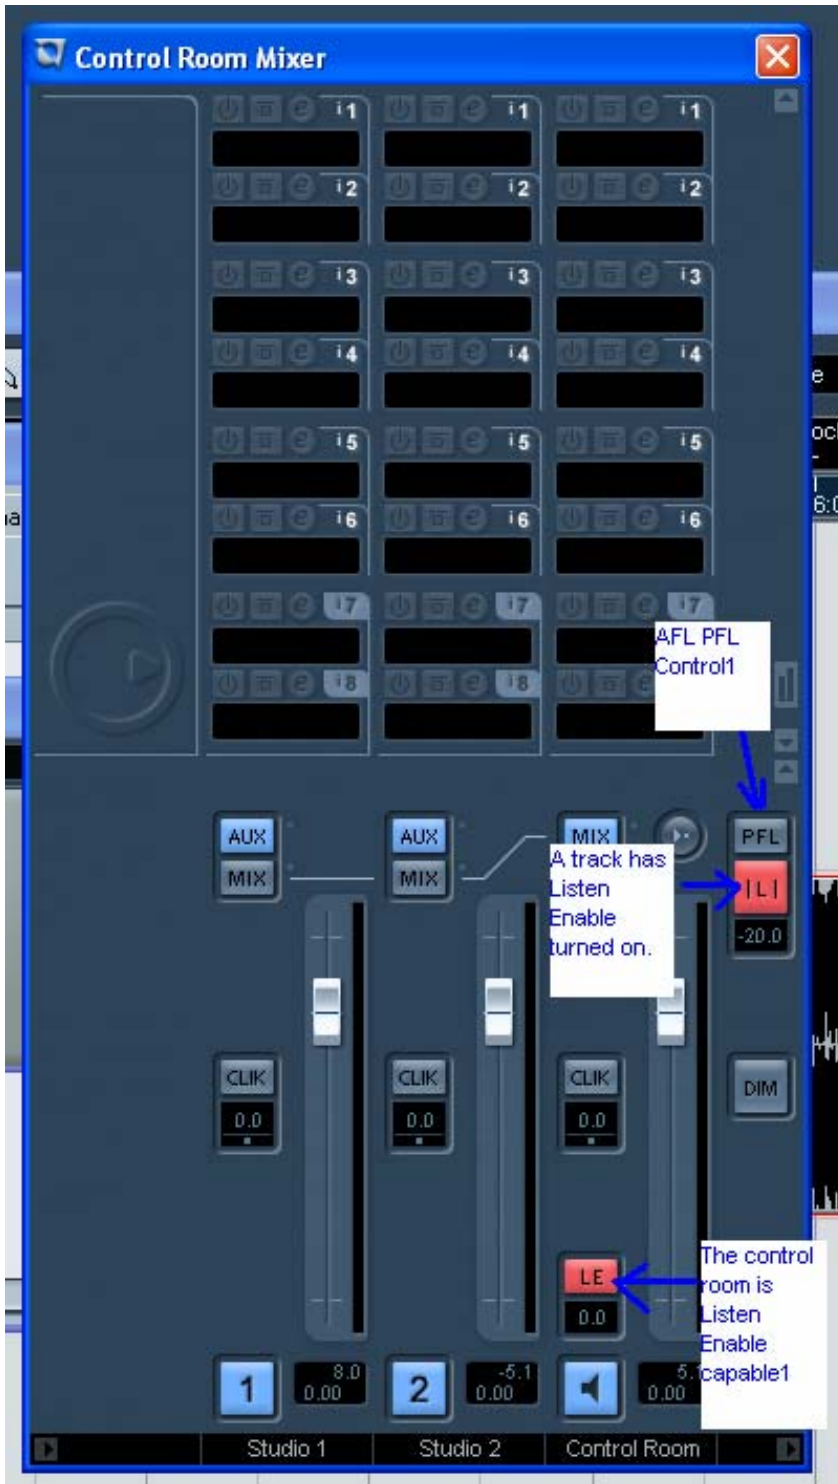 Control Room Mixer
i1 i1 i1
i2 i2 i2
i3 i3 i3
i4 i4 i4
i5 i5 i5
i6 i6 i6
i7 i7 i7
i8 i8
AFL PFL
Control1
AUX AUX MIX PFL
MIX MIX |L|
-20.0
A track has
Listen
Enable
turned on.
CLIK CLIK CLIK DIM
0.0 0.0 0.0
LE
0.0
The control
room is
Listen
Enable
capable1
1 8.0 2 -5.1 5.
0.00 0.00 0.00
Studio 1 Studio 2 Control Room
e
oc
6:0
na